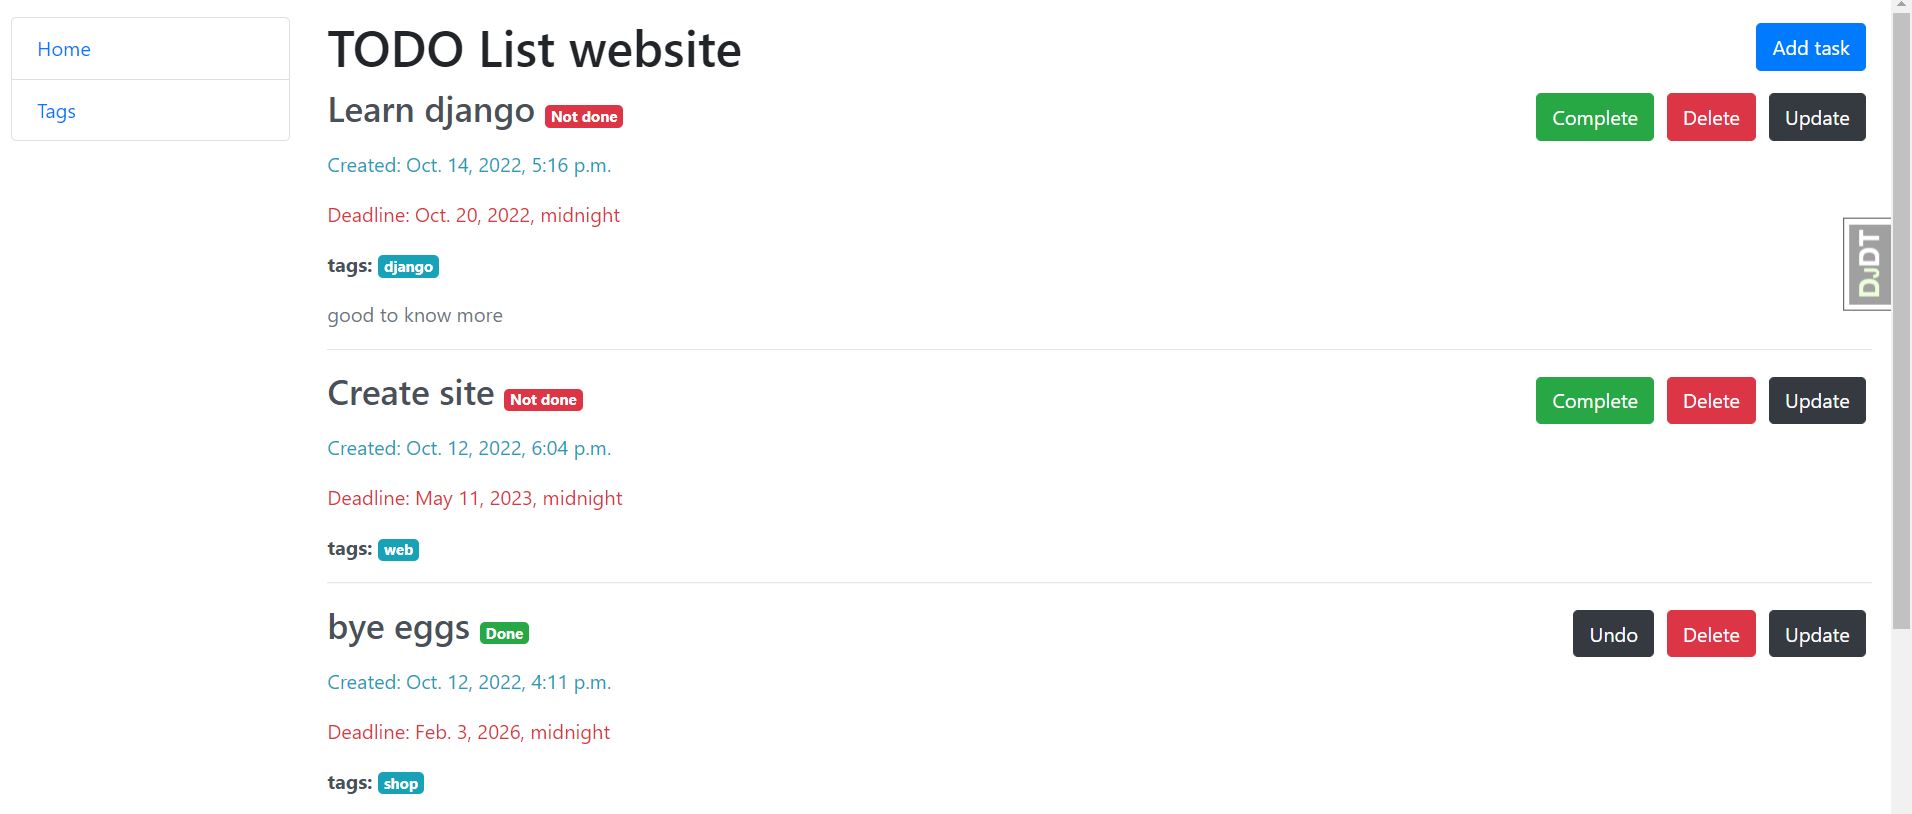 Home
Tags
TODO List website
Add task
Learn django Not done
Complete Delete Update
Created: Oct. 14, 2022, 5:16 p.m.
Deadline: Oct. 20, 2022, midnight
tags: django
good to know more
DJDT
Create site Not done
Complete Delete Update
Created: Oct. 12, 2022, 6:04 p.m.
Deadline: May 11, 2023, midnight
tags: web
bye eggs Done
Undo Delete Update
Created: Oct. 12, 2022, 4:11 p.m.
Deadline: Feb. 3, 2026, midnight
tags: shop